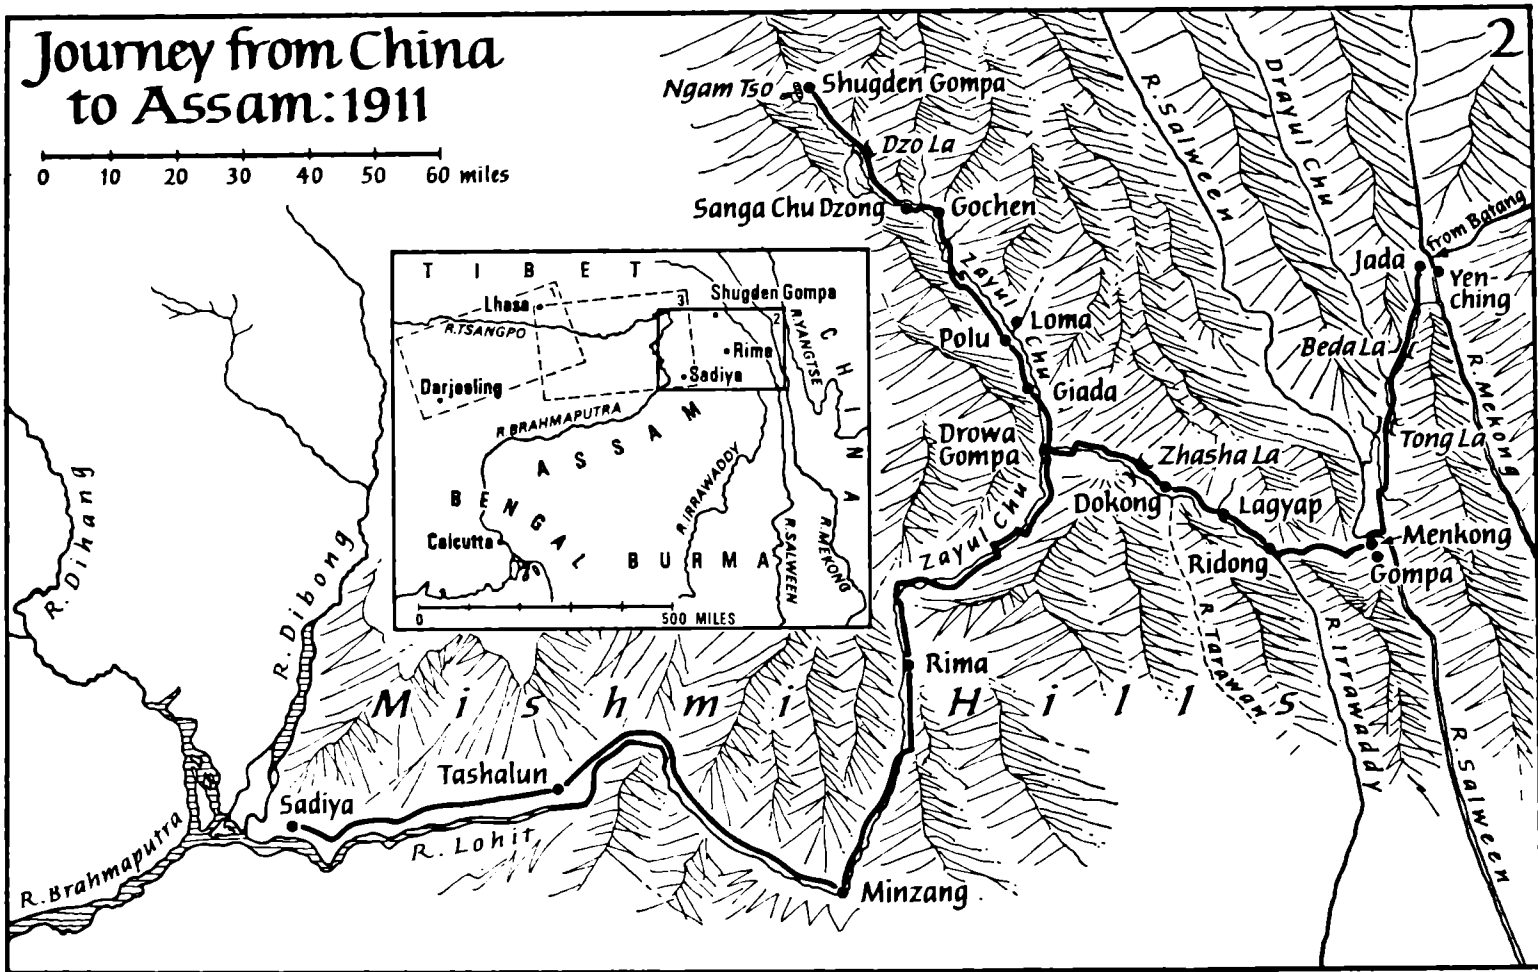 Journey from China
to Assam: 1911
2
0 10 20 30 40 50 60 miles
Ngam Tso
Shugden Gompa
Dzo La
Sanga Chu Dzong
Gochen
Zayul Chu
Loma
Polu
Giada
Drowa
Gompa
Zhasha La
Dokong
Lagyap
Ridong
Menkong
Gompa
Zayul Chu
R. Salween
Drayul Chu
from Batang
Jada
Yen-
ching
Beda La
R. Mekong
Tong La
R. Tarawan
R. Irrawaddy
R. Salween
Rima
Mishmi Hills
Minzang
Tashalun
Sadiya
R. Lohit
R. Brahmaputra
R. Dihang
R. Dibong
TIBET
1
Lhasa
3
Shugden Gompa
2
R.TSANGPO
Rima
Sadiya
Darjeeling
R.YANGTSE
CHINA
R.BRAHMAPUTRA
ASSAM
BENGAL
R.IRRAWADDY
Calcutta
BURMA
R.SALWEEN
R.MEKONG
0 500 MILES